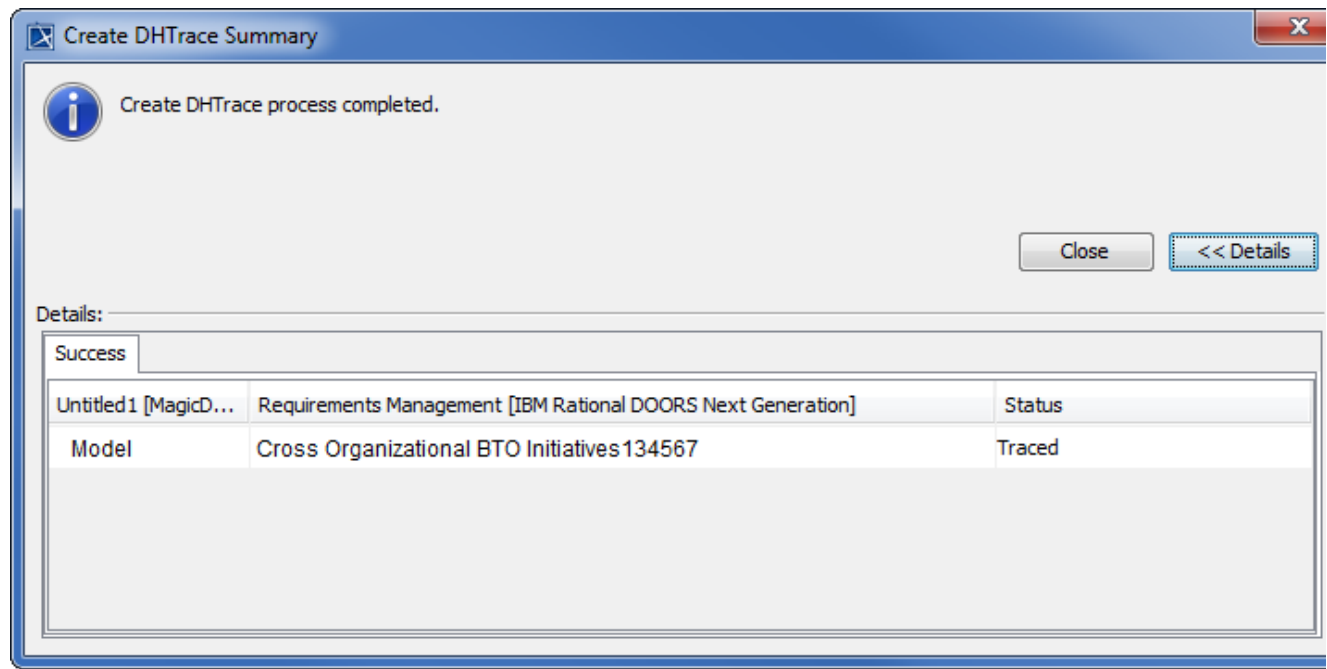 Create DHTrace Summary
Create DHTrace process completed.
Close
<< Details
Details:
Success
Untitled1 [MagicD... Requirements Management [IBM Rational DOORS Next Generation] Status
Model Cross Organizational BTO Initiatives134567 Traced